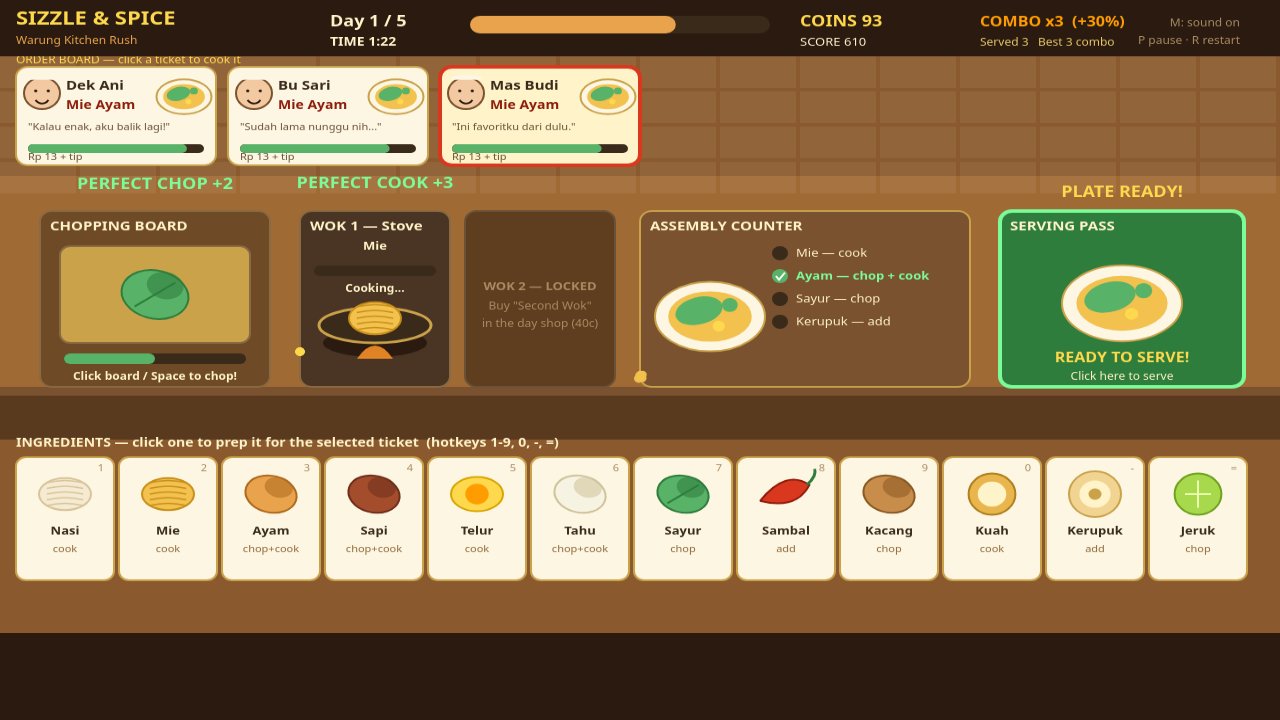 SIZZLE & SPICE
Warung Kitchen Rush
Day 1 / 5
TIME 1:22
COINS 93
SCORE 610
COMBO x3 (+30%)
Served 3 Best 3 combo
M: sound on
P pause · R restart
ORDER BOARD — click a ticket to cook it
Dek Ani
Mie Ayam
"Kalau enak, aku balik lagi!"
Rp 13 + tip
Bu Sari
Mie Ayam
"Sudah lama nunggu nih..."
Rp 13 + tip
Mas Budi
Mie Ayam
"Ini favoritku dari dulu."
Rp 13 + tip
PERFECT CHOP +2
PERFECT COOK +3
PLATE READY!
CHOPPING BOARD
Click board / Space to chop!
WOK 1 — Stove
Mie
Cooking...
WOK 2 — LOCKED
Buy "Second Wok"
in the day shop (40c)
ASSEMBLY COUNTER
Mie — cook
Ayam — chop + cook
Sayur — chop
Kerupuk — add
SERVING PASS
READY TO SERVE!
Click here to serve
INGREDIENTS — click one to prep it for the selected ticket (hotkeys 1-9, 0, -, =)
1
Nasi
cook
2
Mie
cook
3
Ayam
chop+cook
4
Sapi
chop+cook
5
Telur
cook
6
Tahu
chop+cook
7
Sayur
chop
8
Sambal
add
9
Kacang
chop
0
Kuah
cook
-
Kerupuk
add
=
Jeruk
chop